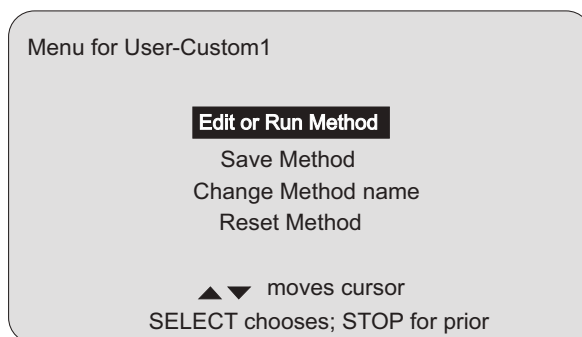 Menu for User-Custom1
Edit or Run Method
Save Method
Change Method name
Reset Method
▲▼ moves cursor
SELECT chooses; STOP for prior